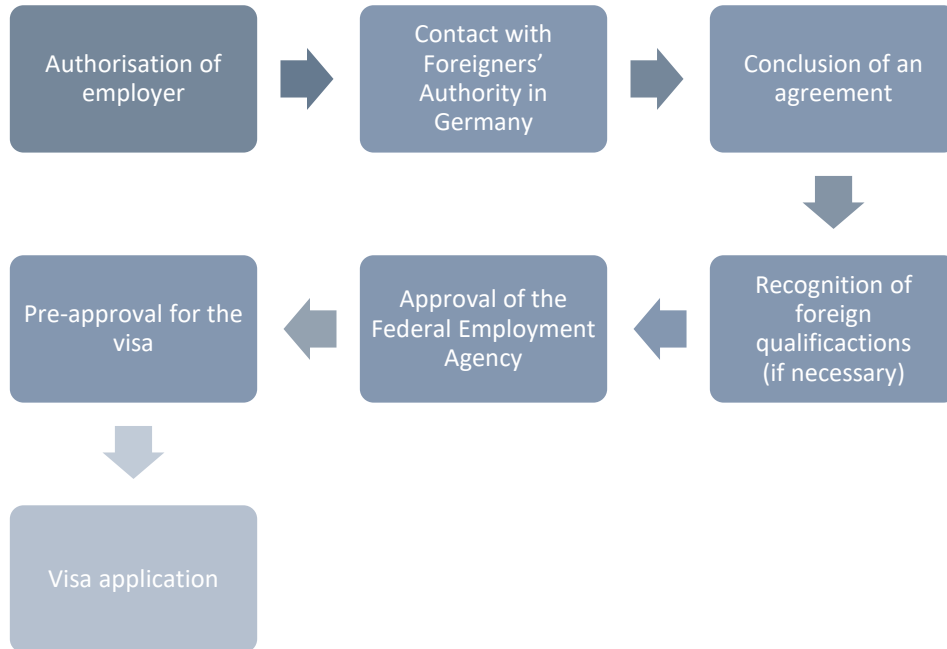 Authorisation of
employer
Contact with
Foreigners’
Authority in
Germany
Conclusion of an
agreement
Recognition of
foreign
qualificactions
(if necessary)
Approval of the
Federal Employment
Agency
Pre-approval for the
visa
Visa application